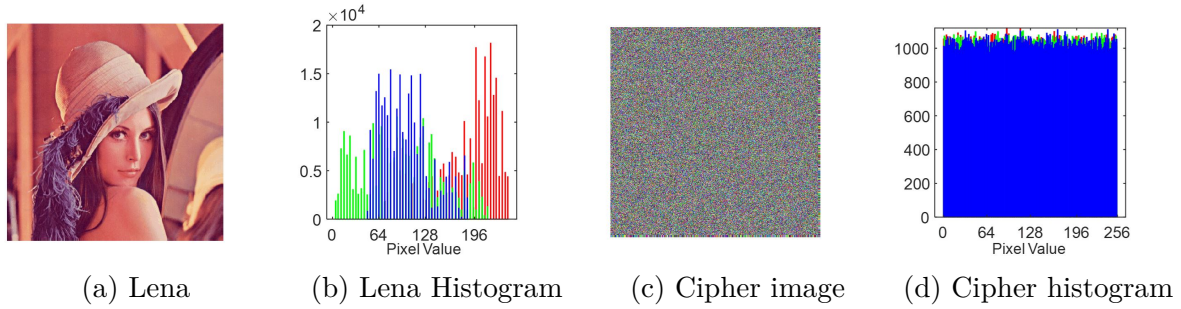 ×10⁴
2
1.5
1
0.5
0
0 64 128 196
Pixel Value
1000
800
600
400
200
0
0 64 128 196 256
Pixel Value
(a) Lena (b) Lena Histogram (c) Cipher image (d) Cipher histogram